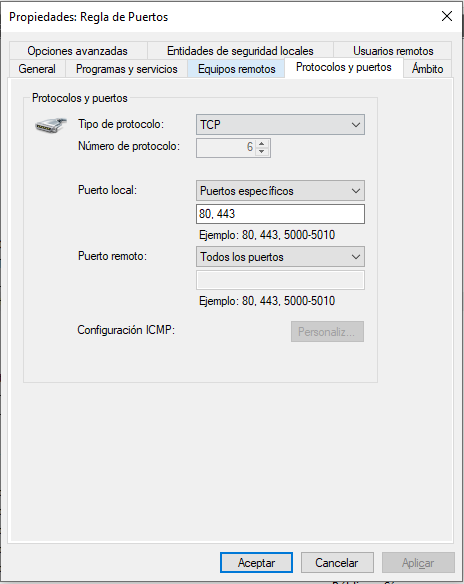 Propiedades: Regla de Puertos
Opciones avanzadas Entidades de seguridad locales Usuarios remotos
General Programas y servicios Equipos remotos Protocolos y puertos Ámbito
Protocolos y puertos
Tipo de protocolo: TCP
Número de protocolo: 6
Puerto local: Puertos específicos
80, 443
Ejemplo: 80, 443, 5000-5010
Puerto remoto: Todos los puertos
Ejemplo: 80, 443, 5000-5010
Configuración ICMP: Personaliz...
Aceptar Cancelar Aplicar